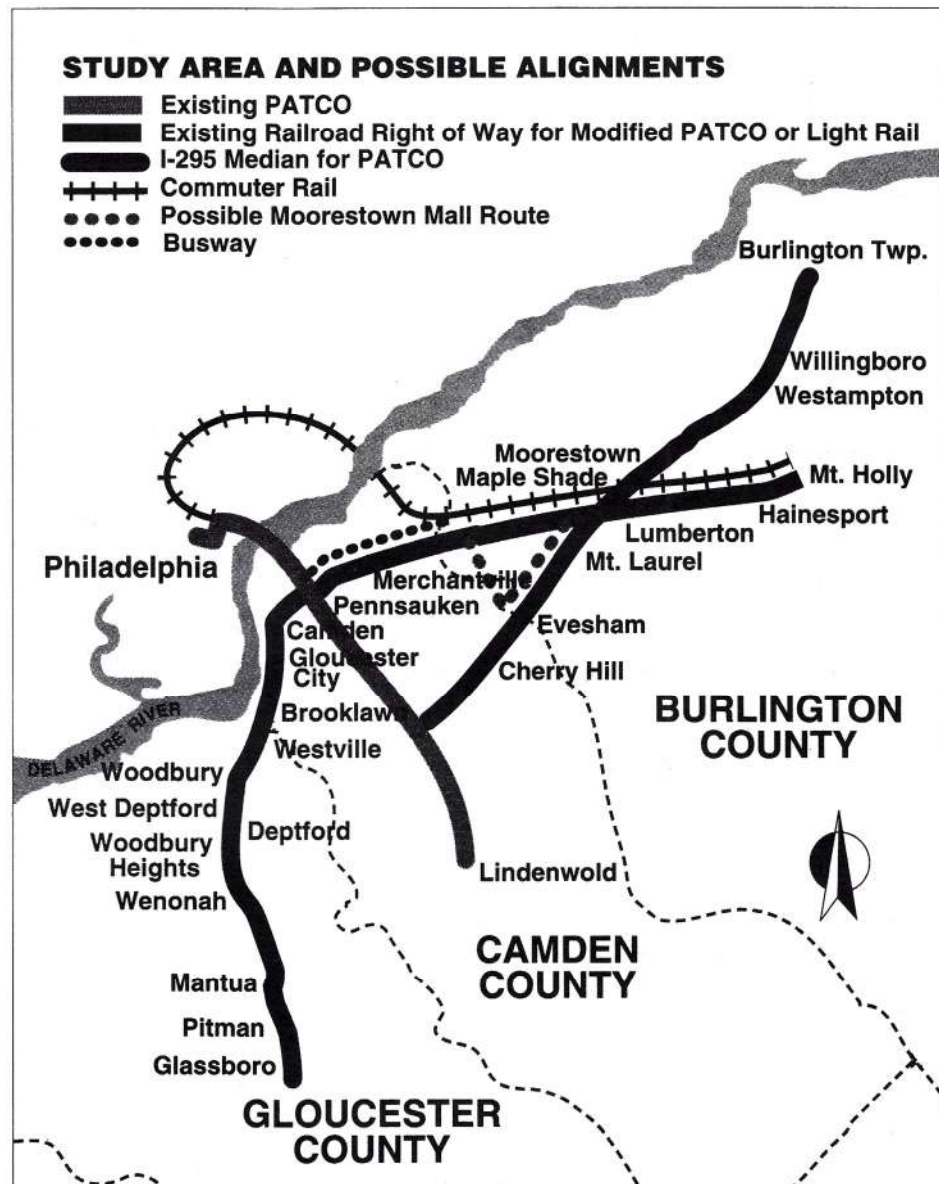 STUDY AREA AND POSSIBLE ALIGNMENTS
Existing PATCO
Existing Railroad Right of Way for Modified PATCO or Light Rail
I-295 Median for PATCO
Commuter Rail
Possible Moorestown Mall Route
Busway
Burlington Twp.
Willingboro
Westampton
Moorestown
Maple Shade
Mt. Holly
Hainesport
Lumberton
Mt. Laurel
Philadelphia
Merchantville
Pennsauken
Camden
Evesham
Gloucester
City
Cherry Hill
Brooklawn
BURLINGTON
COUNTY
DELAWARE RIVER
Westville
Woodbury
West Deptford
Deptford
Woodbury
Heights
Lindenwold
Wenonah
CAMDEN
COUNTY
Mantua
Pitman
Glassboro
GLOUCESTER
COUNTY